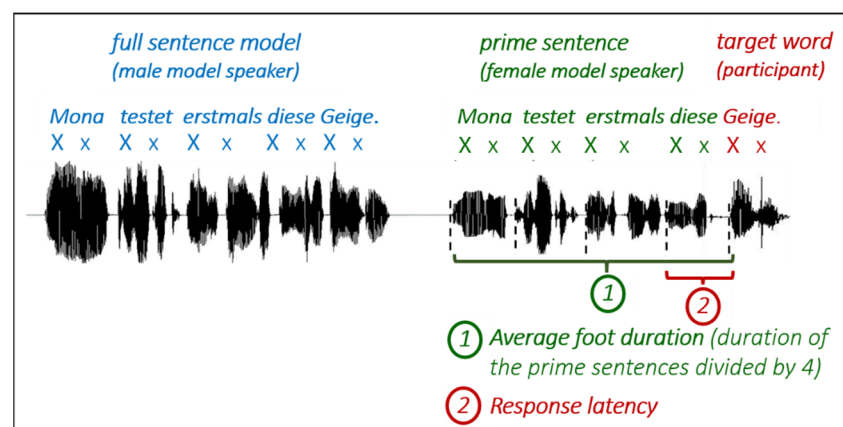 full sentence model
(male model speaker)
prime sentence
(female model speaker)
target word
(participant)
Mona testet erstmals diese Geige.
X x X x X x X x X x
Mona testet erstmals diese Geige.
X x X x X x X x X x
1
2
1 Average foot duration (duration of
the prime sentences divided by 4)
2 Response latency